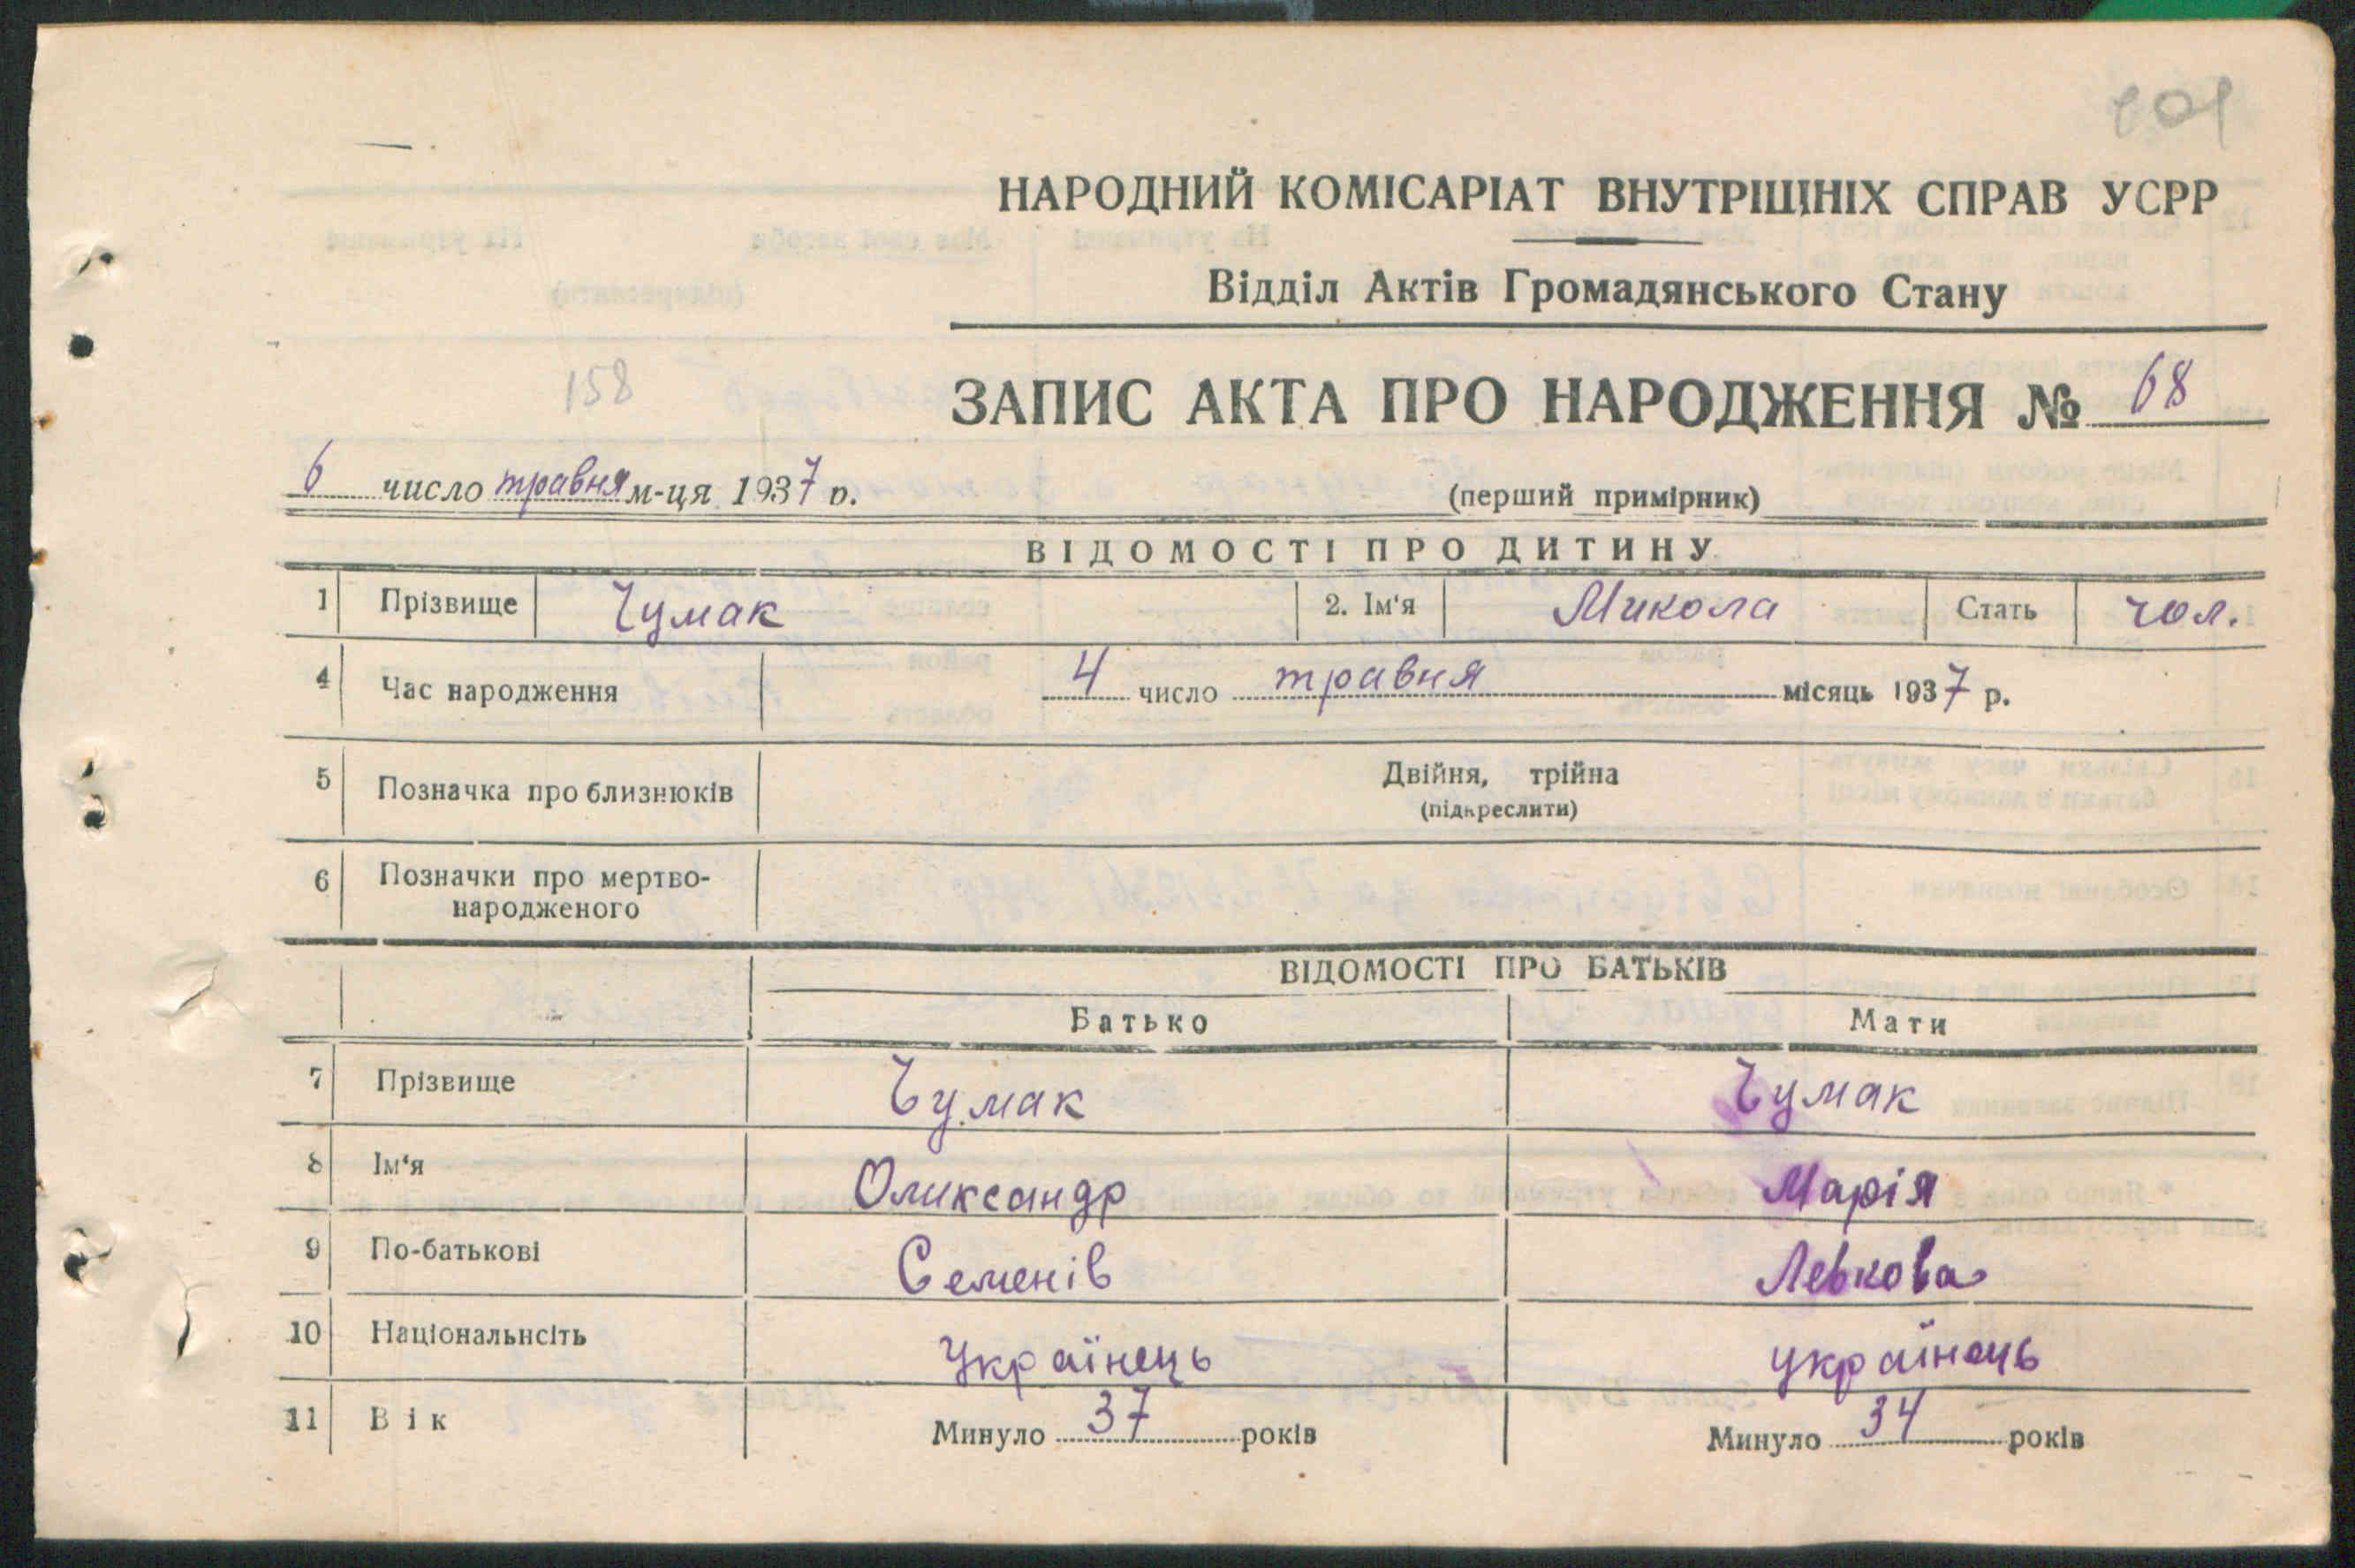 НАРОДНИЙ КОМІСАРІАТ ВНУТРІШНІХ СПРАВ УСРР
Відділ Актів Громадянського Стану
158
ЗАПИС АКТА ПРО НАРОДЖЕННЯ № 68
6 число травня м-ця 1937 р.
(перший примірник)
ВІДОМОСТІ ПРО ДИТИНУ
1 Прізвище Чумак 2. Ім'я Микола Стать чол.
4 Час народження 4 число травня місяць 1937 р.
5 Позначка про близнюків Двійня, трійна
(підкреслити)
6 Позначки про мертво-
народженого
ВІДОМОСТІ ПРО БАТЬКІВ
Батько Мати
7 Прізвище Чумак Чумак
8 Ім'я Олександр Марія
9 По-батькові Семенів Левкова
10 Національнсіть Українець українець
11 Вік Минуло 37 років Минуло 34 років